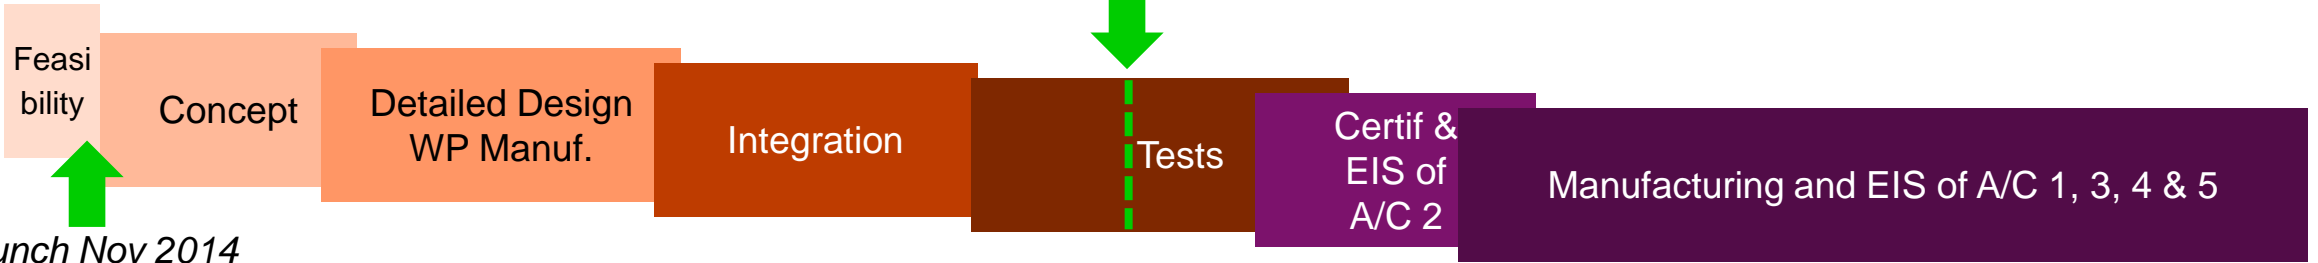 Feasi
bility
Concept
Detailed Design
WP Manuf.
Integration
Tests
Certif &
EIS of
A/C 2
Manufacturing and EIS of A/C 1, 3, 4 & 5
unch Nov 2014